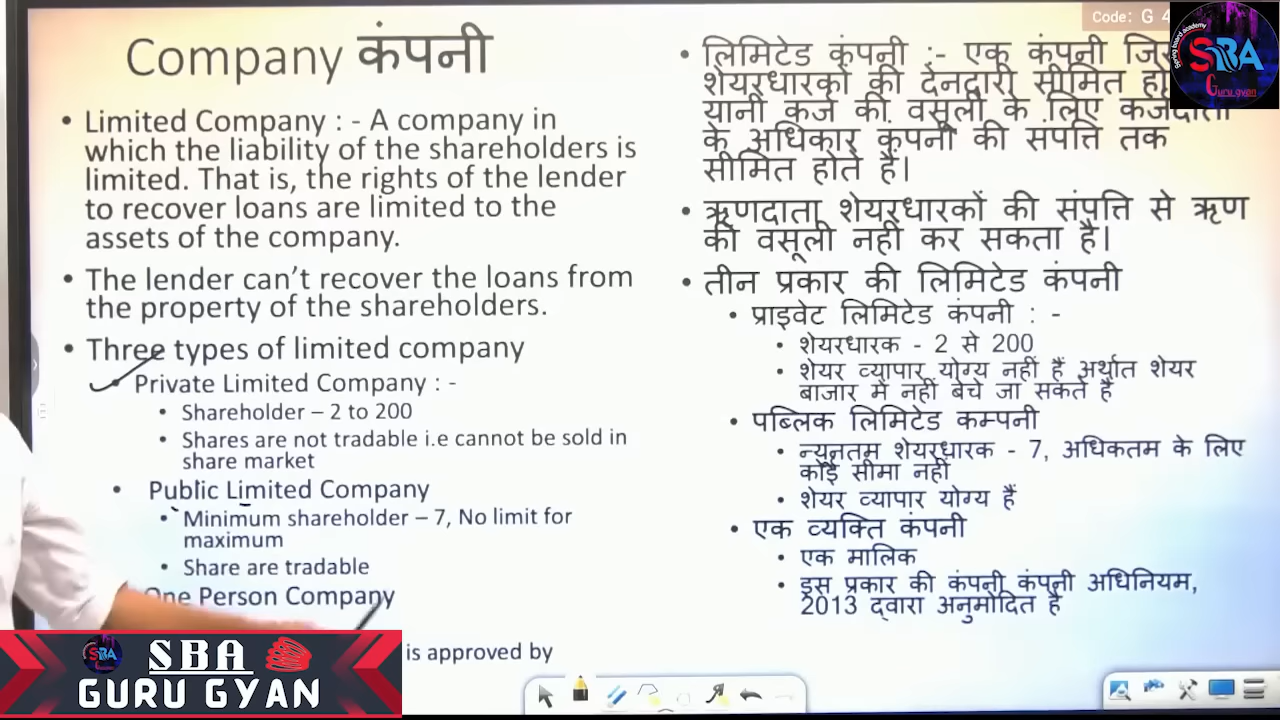 Code: G 4
Company कंपनी
• Limited Company : - A company in
which the liability of the shareholders is
limited. That is, the rights of the lender
to recover loans are limited to the
assets of the company.
• The lender can't recover the loans from
the property of the shareholders.
• Three types of limited company
• Private Limited Company : -
• Shareholder – 2 to 200
• Shares are not tradable i.e cannot be sold in
share market
• Public Limited Company
• Minimum shareholder – 7, No limit for
maximum
• Share are tradable
One Person Company
is approved by
• लिमिटेड कंपनी :- एक कंपनी
शेयरधारकों की देनदारी सीमित
यानी कर्ज की वसूली के लिए कर्जदाता
के अधिकार कंपनी की संपत्ति तक
सीमित होते हैं।
• ऋणदाता शेयरधारकों की संपत्ति से ऋण
की वसूली नहीं कर सकता है।
• तीन प्रकार की लिमिटेड कंपनी
• प्राइवेट लिमिटेड कंपनी : -
• शेयरधारक - 2 से 200
• शेयर व्यापार योग्य नहीं हैं अर्थात शेयर
बाजार में नहीं बेचे जा सकते हैं
• पब्लिक लिमिटेड कम्पनी
• न्यूनतम शेयरधारक - 7, अधिकतम के लिए
कोई सीमा नहीं
• शेयर व्यापार योग्य हैं
• एक व्यक्ति कंपनी
• एक मालिक
• इस प्रकार की कंपनी कंपनी अधिनियम,
2013 द्वारा अनुमोदित है
SBA
Guru gyan
SBA
SBA
GURU GYAN